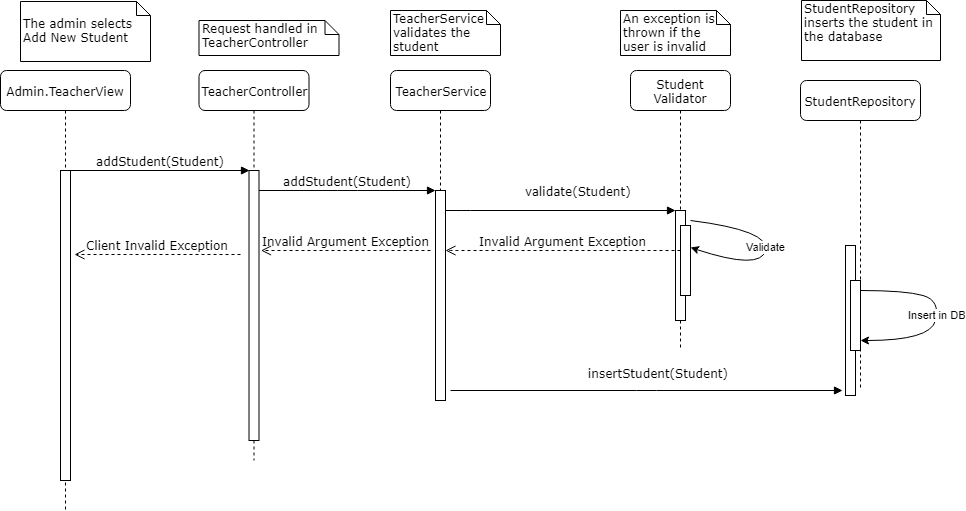 The admin selects
Add New Student
Request handled in
TeacherController
TeacherService
validates the
student
An exception is
thrown if the
user is invalid
StudentRepository
inserts the student in
the database
Admin.TeacherView
TeacherController
TeacherService
Student
Validator
StudentRepository
addStudent(Student)
addStudent(Student)
validate(Student)
Client Invalid Exception
Invalid Argument Exception
Invalid Argument Exception
Validate
Insert in DB
insertStudent(Student)